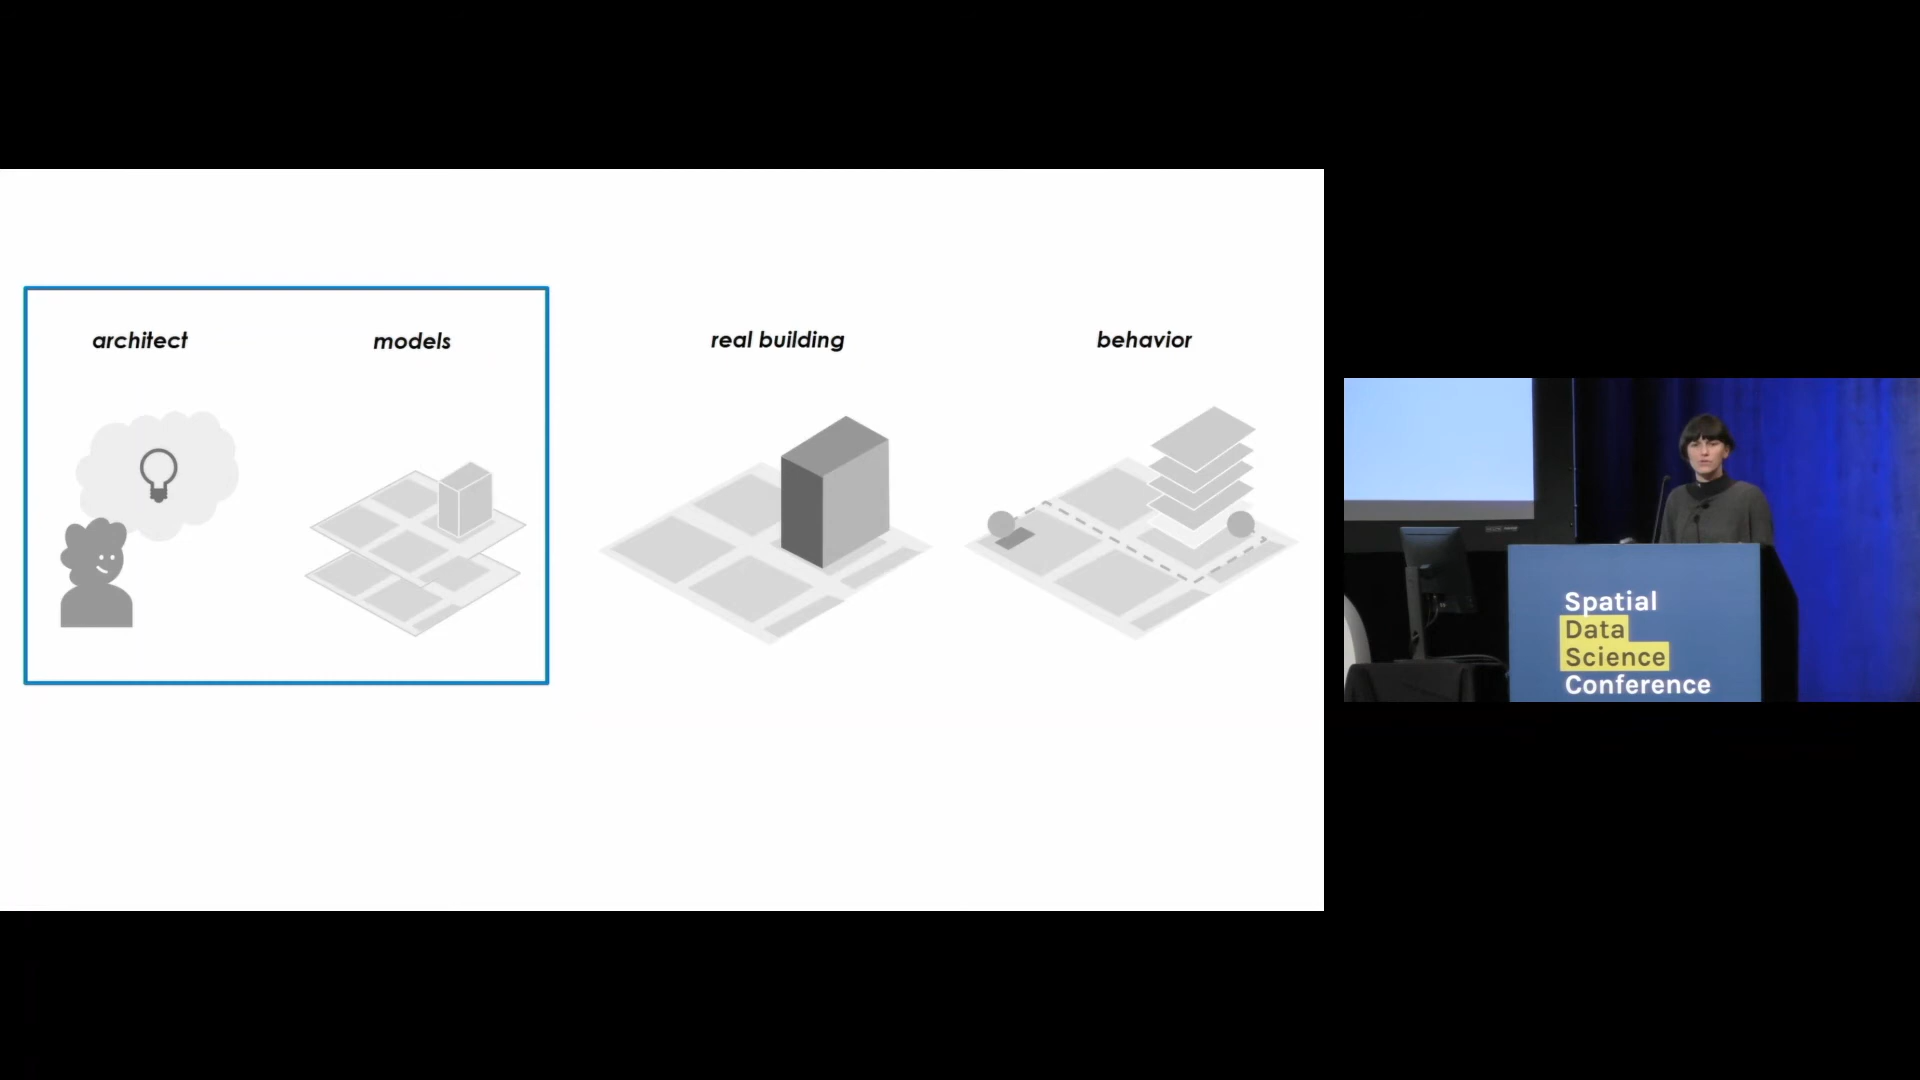 architect
models
real building
behavior
Spatial
Data
Science
Conference